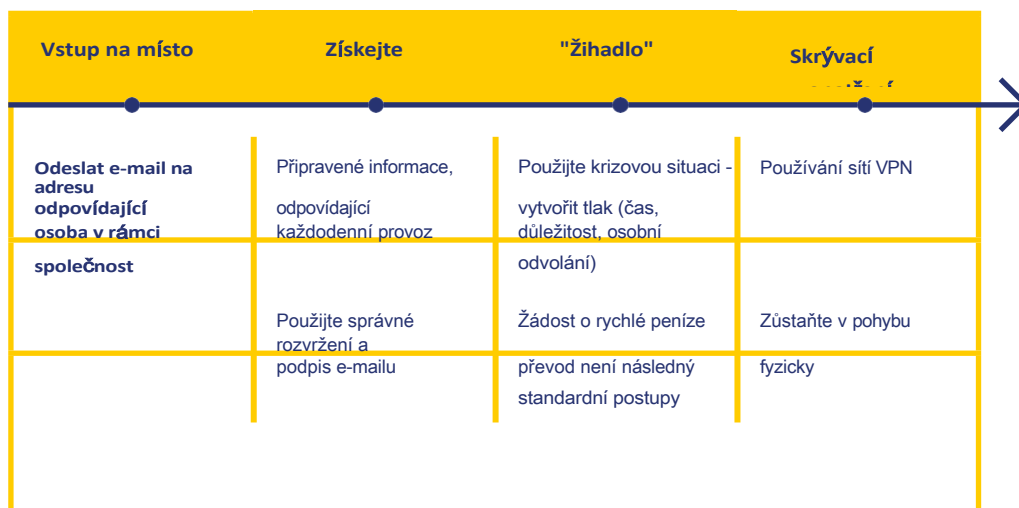 Vstup na místo
Získejte
"Žihadlo"
Skrývací
Odeslat e-mail na
adresu
odpovídající
osoba v rámci
společnost
Připravené informace,
odpovídající
každodenní provoz
Použijte správné
rozvržení a
podpis e-mailu
Použijte krizovou situaci -
vytvořit tlak (čas,
důležitost, osobní
odvolání)
Žádost o rychlé peníze
převod není následný
standardní postupy
Používání sítí VPN
Zůstaňte v pohybu
fyzicky